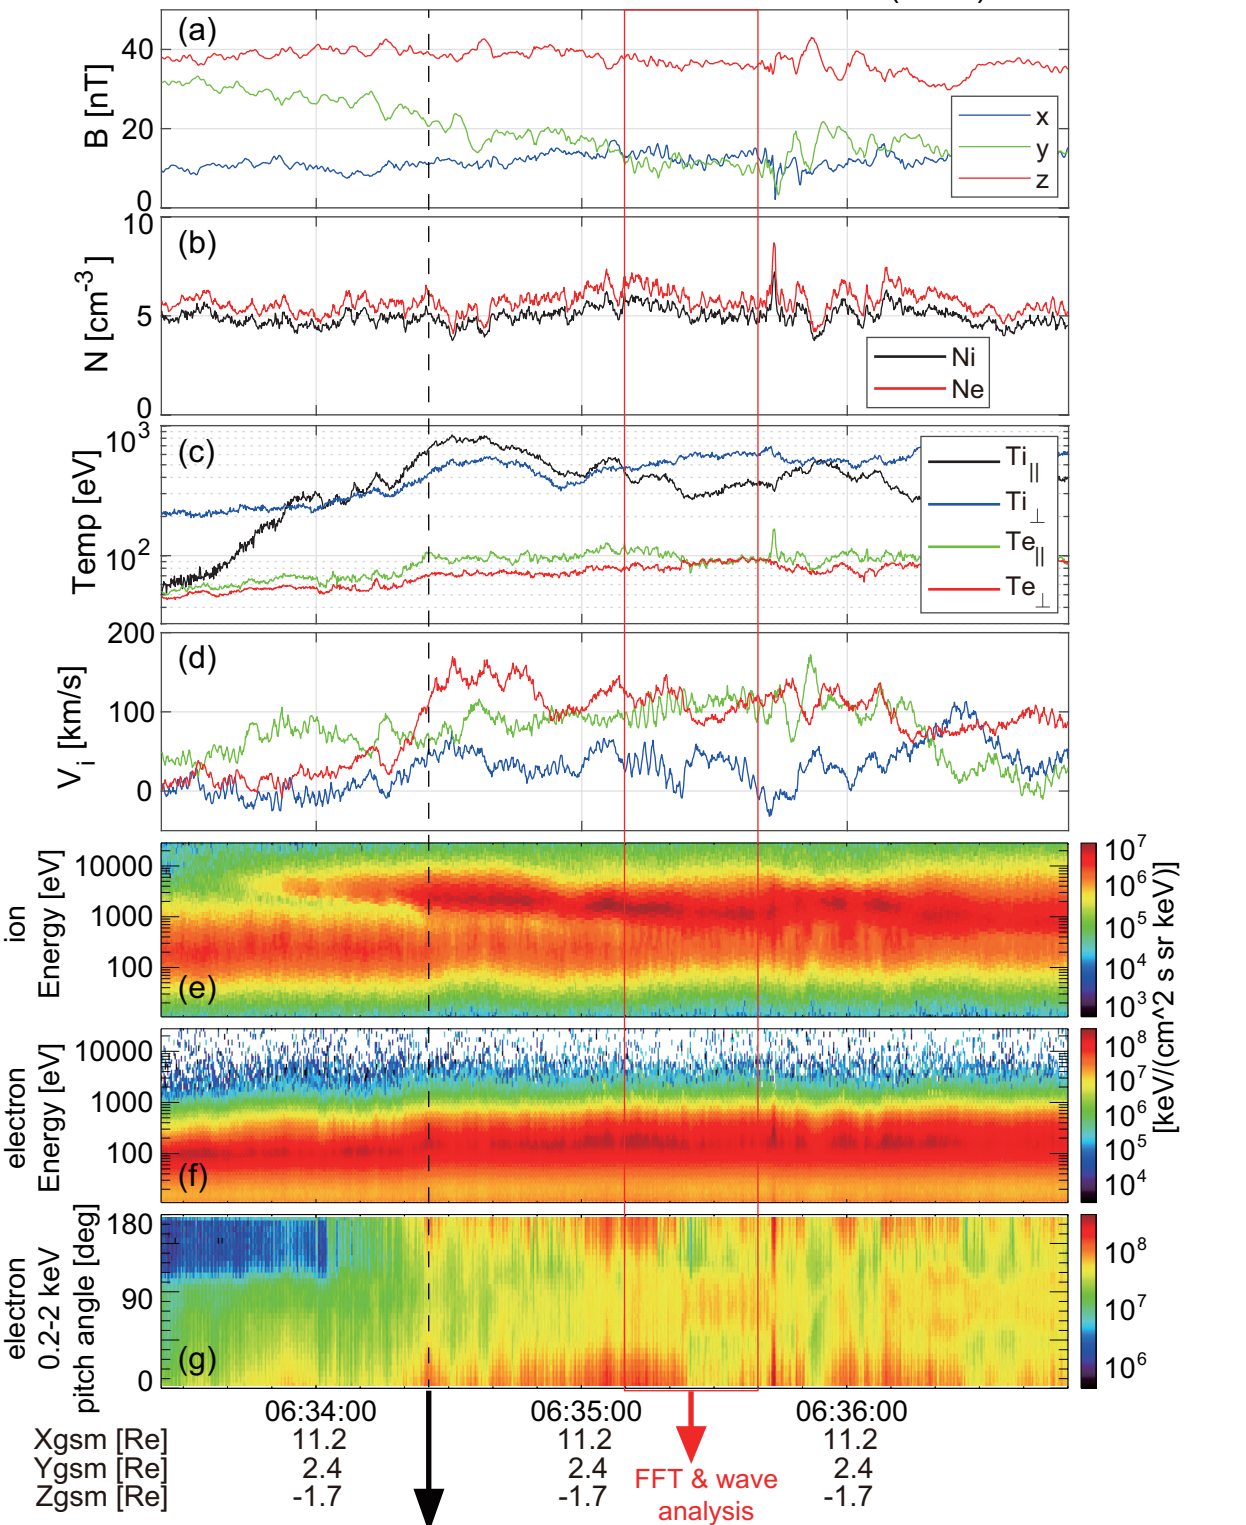 (a)
B [nT]
40
20
0
x
y
z
(b)
N [cm-3]
10
5
0
Ni
Ne
(c)
Temp [eV]
10^3
10^2
Ti||
Ti⊥
Te||
Te⊥
(d)
V i [km/s]
200
100
0
ion
Energy [eV]
10000
1000
100
(e)
10^7
10^6
10^5
10^4
10^3
electron
Energy [eV]
10000
1000
100
(f)
10^8
10^7
10^6
10^5
10^4
[keV/(cm^2 s sr keV)]
electron
0.2-2 keV
pitch angle [deg]
180
90
0
(g)
10^8
10^7
10^6
06:34:00 06:35:00 06:36:00
Xgsm [Re] 11.2 11.2 11.2
Ygsm [Re] 2.4 2.4 2.4
Zgsm [Re] -1.7 -1.7 -1.7
FFT & wave
analysis